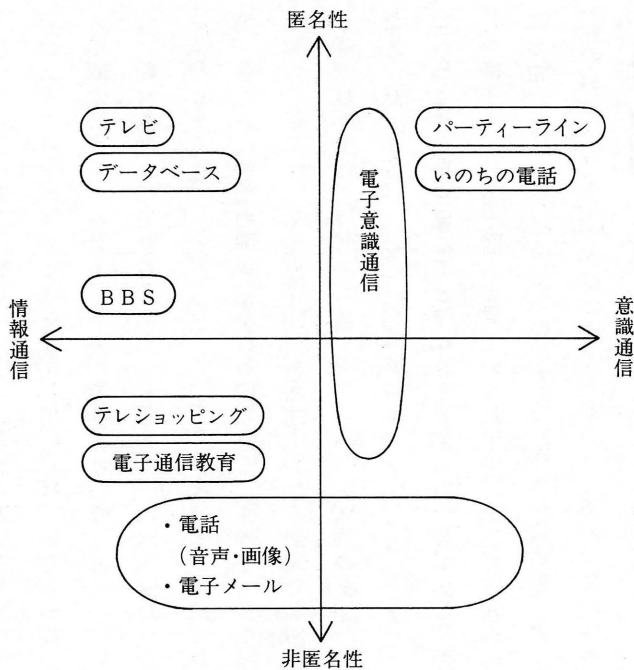 匿名性
テレビ
データベース
パーティーライン
いのちの電話
電子意識通信
BBS
情報通信
意識通信
テレショッピング
電子通信教育
・電話
(音声・画像)
・電子メール
非匿名性